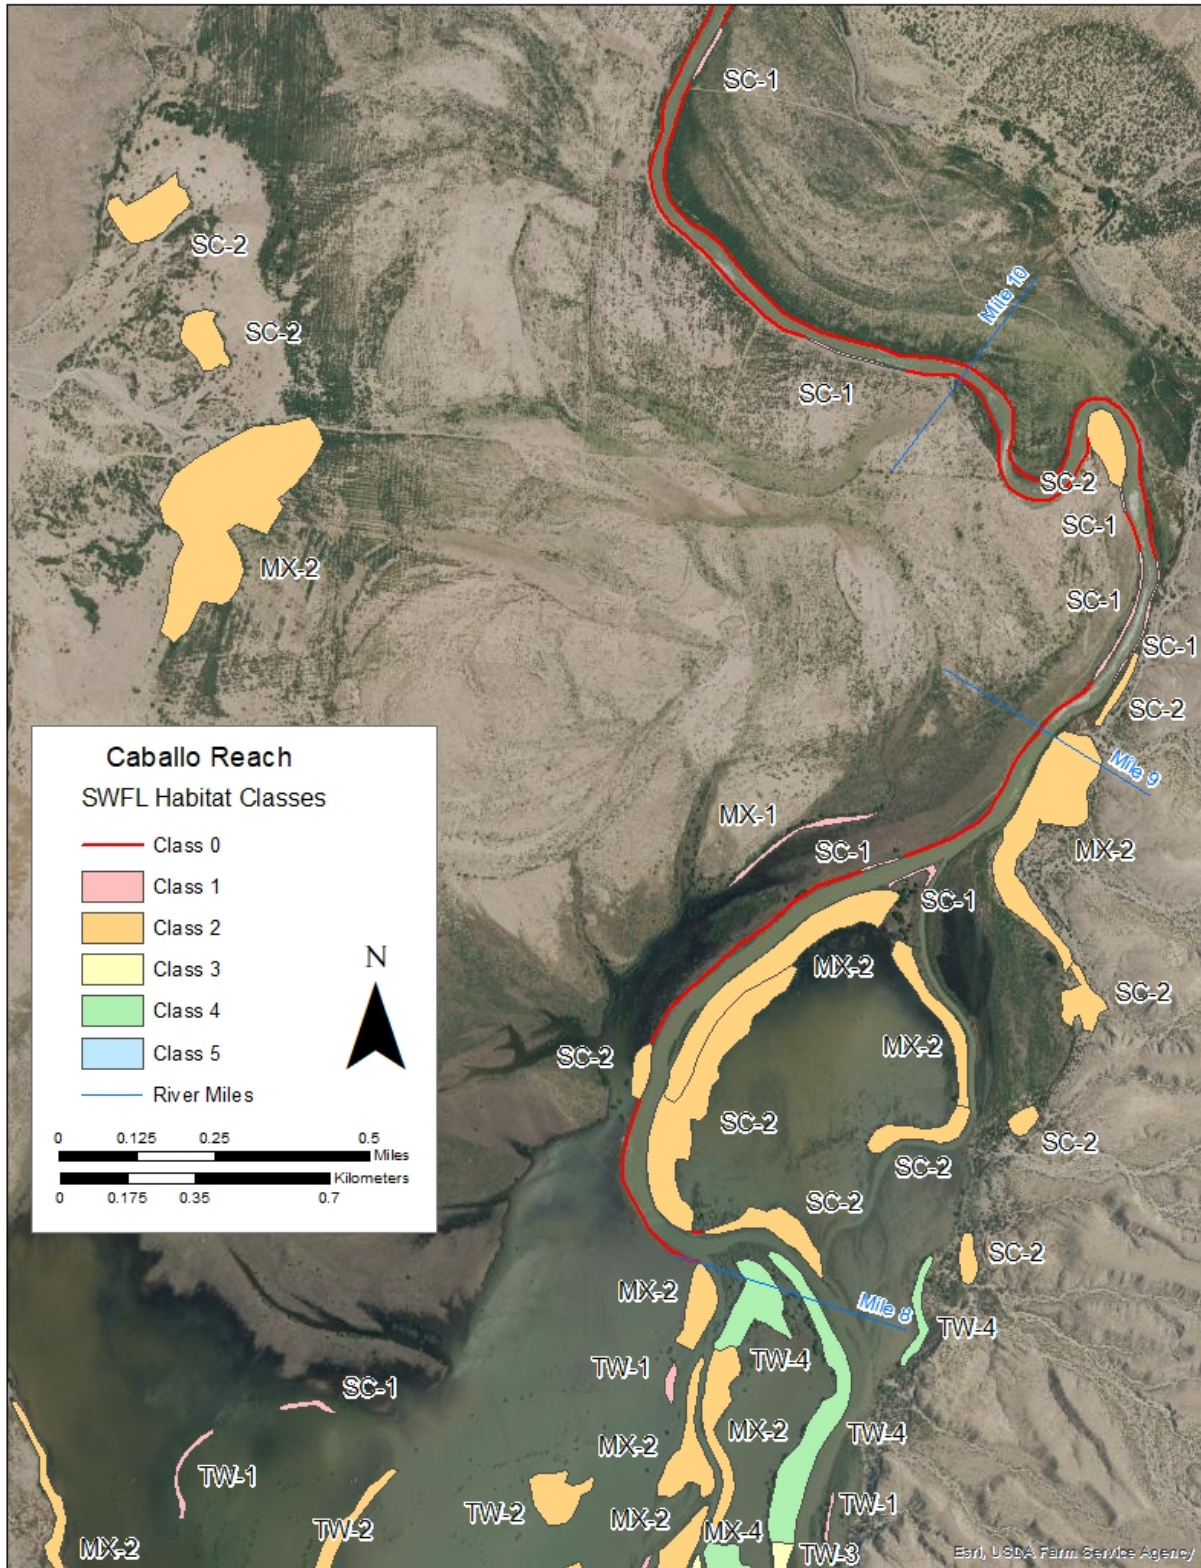 SC-1
SC-2
Mile 10
SC-2
SC-1
SC-2
SC-1
MX-2
SC-1
SC-1
SC-2
Mile 9
Caballo Reach
SWFL Habitat Classes
Class 0
Class 1
Class 2
Class 3
Class 4
Class 5
River Miles
N
0 0.125 0.25 0.5
Miles
Kilometers
0 0.175 0.35 0.7
MX-1
SC-1
MX-2
SC-1
MX-2
SC-2
MX-2
SC-2
SC-2
SC-2
SC-2
SC-2
SC-2
MX-2
Mile 8
TW-4
TW-1
TW-4
SC-1
MX-2
MX-2
TW-4
TW-1
TW-2
TW-1
MX-2
TW-2
MX-2
MX-4
TW-3
Esri, USDA Farm Service Agency